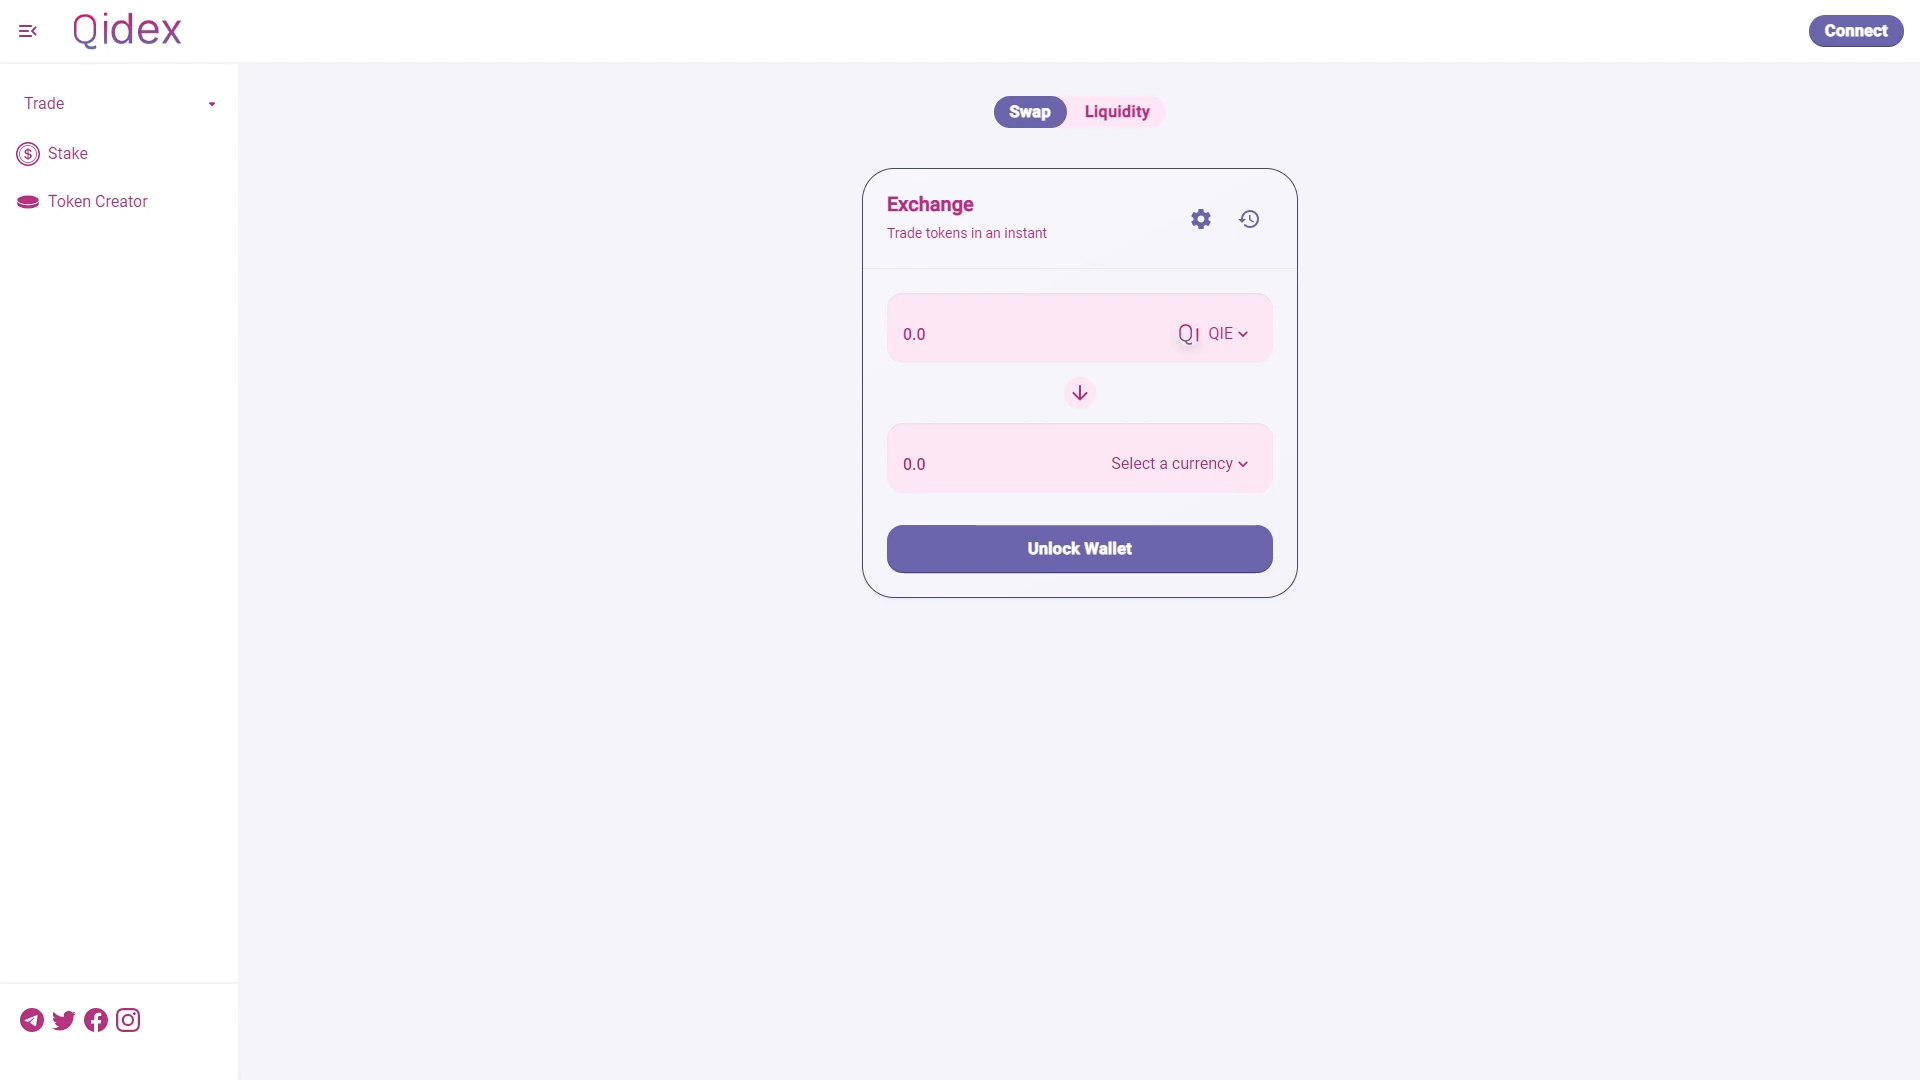 Qidex
Connect
Trade
Stake
Token Creator
Swap
Liquidity
Exchange
Trade tokens in an instant
0.0
QIE
0.0
Select a currency
Unlock Wallet